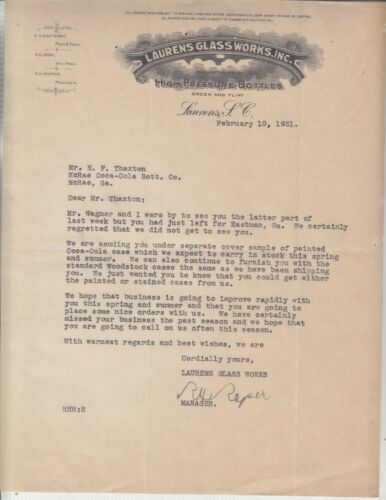 ALL AGREEMENTS
LAURENS GLASS WORKS, INC.
HIGH PRESSURE BOTTLES
GREEN AND FLINT
Laurens, S. C.
February 10, 1931.
Mr. H. F. Thaxton
McRae Coca-Cola Bott. Co.
McRae, Ga.
Dear Mr. Thaxton:
Mr. Wagner and I were by to see you the latter part of
last week but you had just left for Eastman, Ga. We certainly
regretted that we did not get to see you.
We are sending you under separate cover sample of painted
Coca-Cola case which we expect to carry in stock this spring
and summer. We can also continue to furnish you with the
standard Woodstock cases the same as we have been shipping
you. We just wanted you to know that you could get either
the painted or stained cases from us.
We hope that business is going to improve rapidly with
you this spring and summer and that you are going to
place some nice orders with us. We have certainly
missed your business the past season and we hope that
you are going to call on us often this season.
With warmest regards and best wishes, we are
Cordially yours,
LAURENS GLASS WORKS
MANAGER.
RHR:S